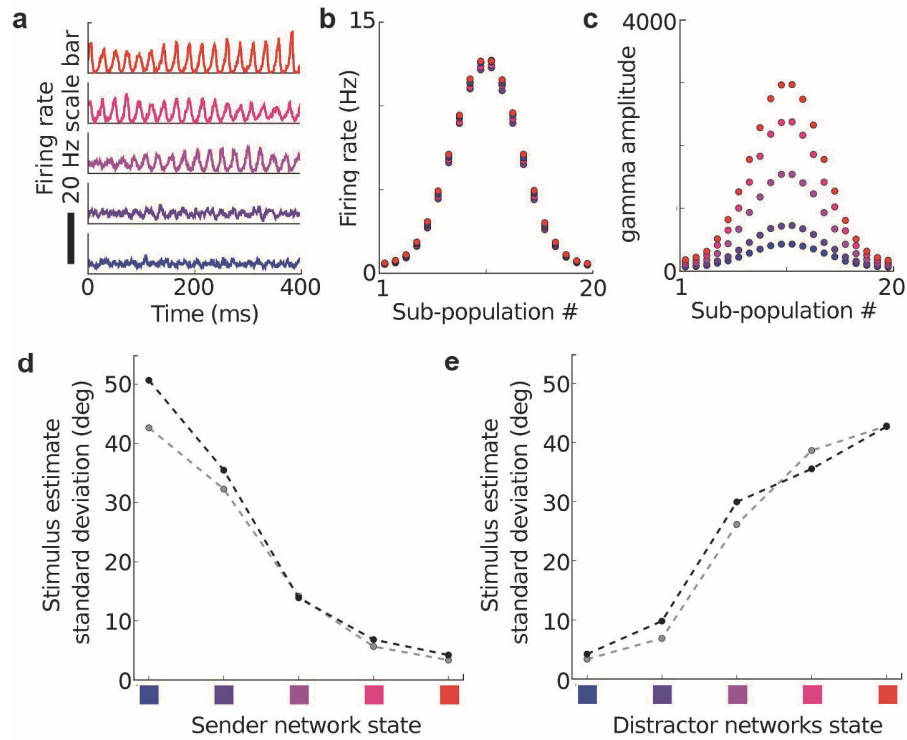 a
Firing rate
20 Hz scale bar
0
200
400
Time (ms)
b
15
0
Firing rate (Hz)
1
20
Sub-population #
c
4000
0
gamma amplitude
1
20
Sub-population #
d
Stimulus estimate
standard deviation (deg)
50
40
30
20
10
0
Sender network state
e
Stimulus estimate
standard deviation (deg)
50
40
30
20
10
0
Distractor networks state